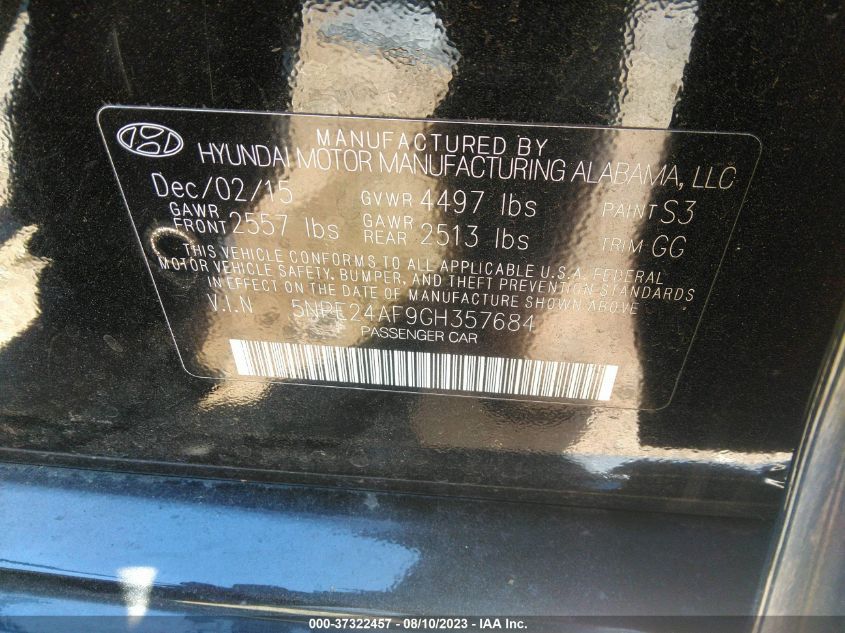 MANUFACTURED BY
HYUNDAI MOTOR MANUFACTURING ALABAMA, LLC
Dec/02/15 GVWR 4497 lbs PAINT S3
GAWR FRONT 2557 lbs GAWR REAR 2513 lbs TRIM GG
THIS VEHICLE CONFORMS TO ALL APPLICABLE U.S.A. FEDERAL
MOTOR VEHICLE SAFETY, BUMPER, AND THEFT PREVENTION STANDARDS
IN EFFECT ON THE DATE OF MANUFACTURE SHOWN ABOVE
V.I.N 5NPE24AF9GH357684
PASSENGER CAR
000-37322457 - 08/10/2023 - IAA Inc.